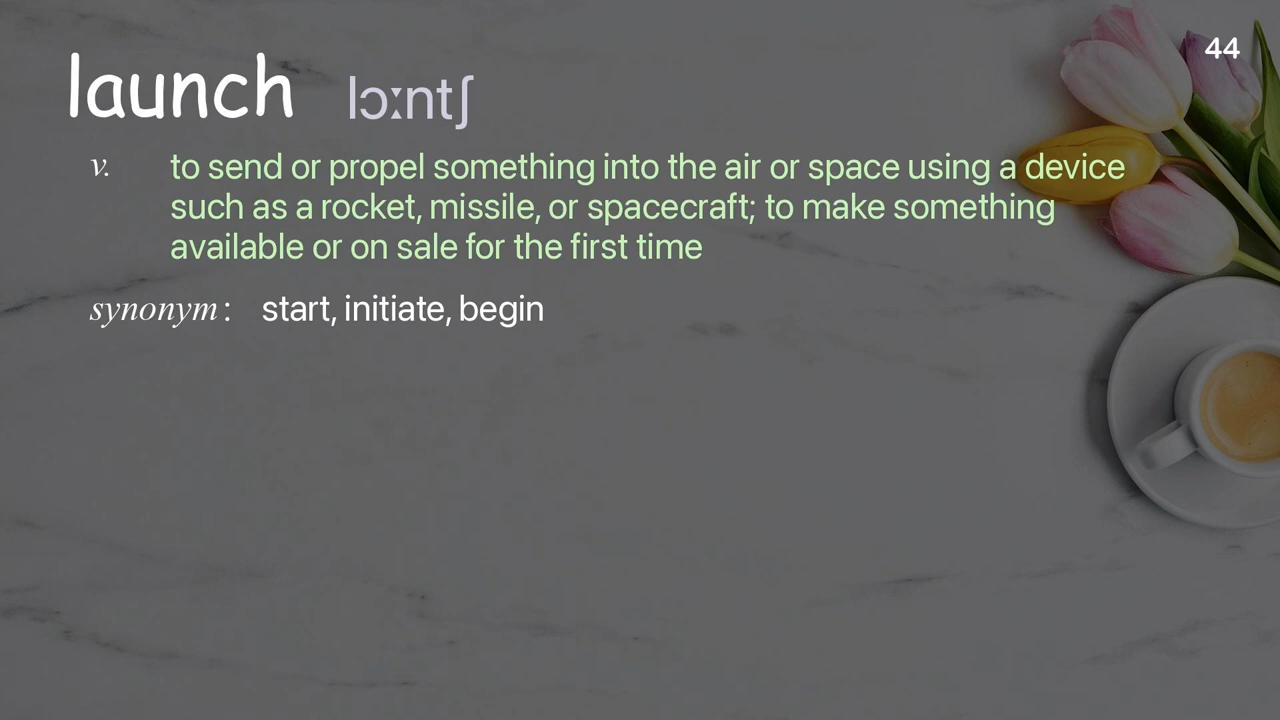 44
launch lɔːntʃ
v. to send or propel something into the air or space using a device
such as a rocket, missile, or spacecraft; to make something
available or on sale for the first time
synonym: start, initiate, begin